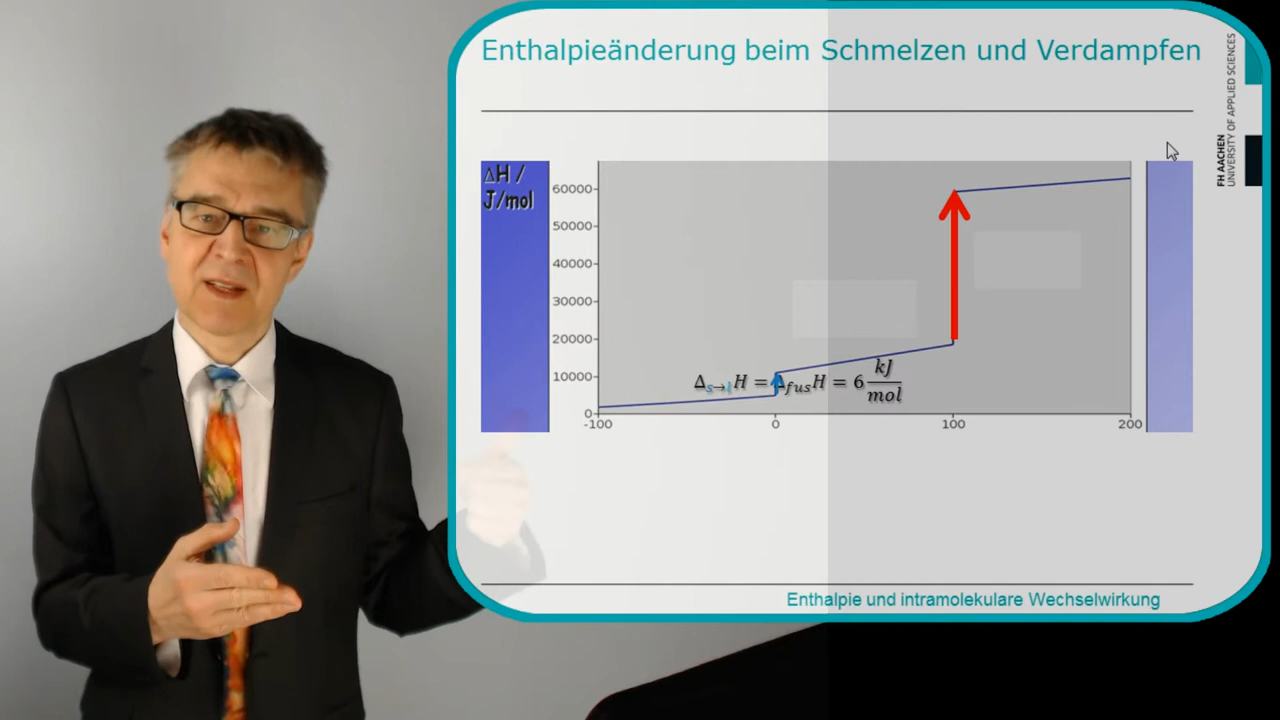 Enthalpieänderung beim Schmelzen und Verdampfen
FH AACHEN
UNIVERSITY OF APPLIED SCIENCES
ΔH /
J/mol
60000
50000
40000
30000
20000
10000
0
Δs→lH = ΔfusH = 6 kJ/mol
-100 0 100 200
Enthalpie und intramolekulare Wechselwirkung